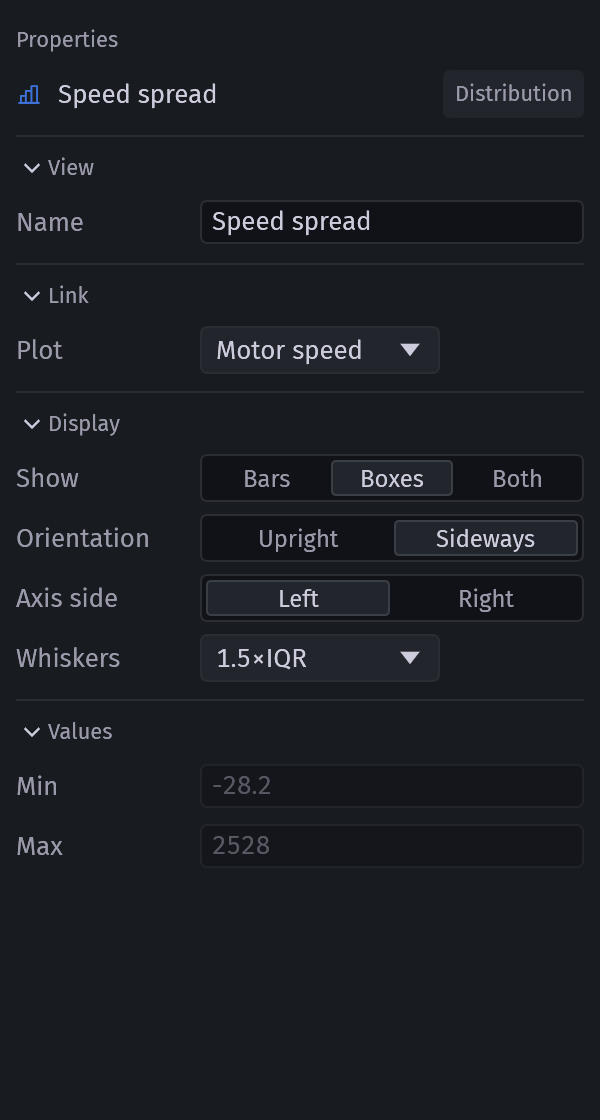 Properties
Speed spread Distribution
View
Name Speed spread
Link
Plot Motor speed
Display
Show Bars Boxes Both
Orientation Upright Sideways
Axis side Left Right
Whiskers 1.5×IQR
Values
Min -28.2
Max 2528